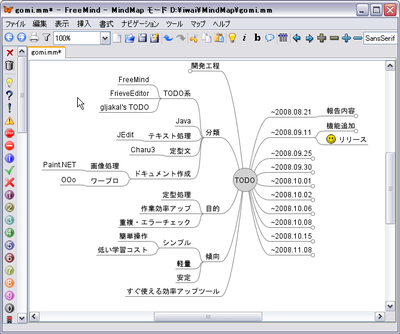 gomi.mm* - FreeMind - MindMap モード D:¥iwai¥MindMap¥gomi.mm
ファイル 編集 表示 挿入 書式 ナビゲーション ツール マップ ヘルプ
100%
SansSerif
gomi.mm*
開発工程
FreeMind
FrieveEditor
gljakal's TODO
TODO系
Java
JEdit
テキスト処理
Charu3
定型文
Paint.NET
画像処理
OOo
ワープロ
ドキュメント作成
分類
定型処理
作業効率アップ
重複・エラーチェック
目的
簡単操作
低い学習コスト
シンプル
軽量
安定
すぐ使える効率アップツール
傾向
TODO
~2008.08.21
報告内容
~2008.09.11
機能追加
リリース
~2008.09.25
~2008.09.30
~2008.10.01
~2008.10.02
~2008.10.06
~2008.10.08
~2008.10.15
~2008.11.08